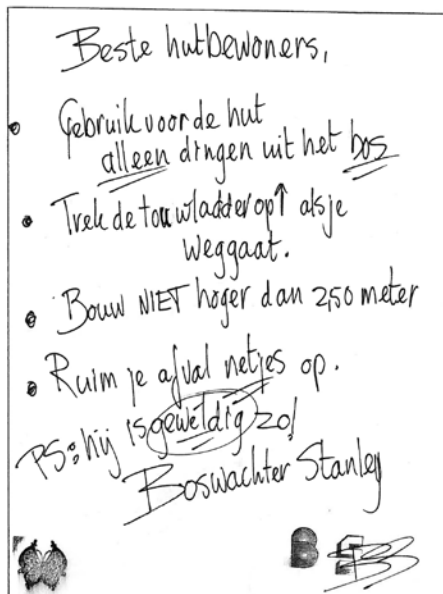 Beste hutbewoners,
• Gebruik voor de hut
alleen dingen uit het bos
• Trek de touwladder op↑ als je
weggaat.
• Bouw NIET hoger dan 2,50 meter
• Ruim je afval netjes op.
PS: hij is geweldig zo!
Boswachter Stanley
B S